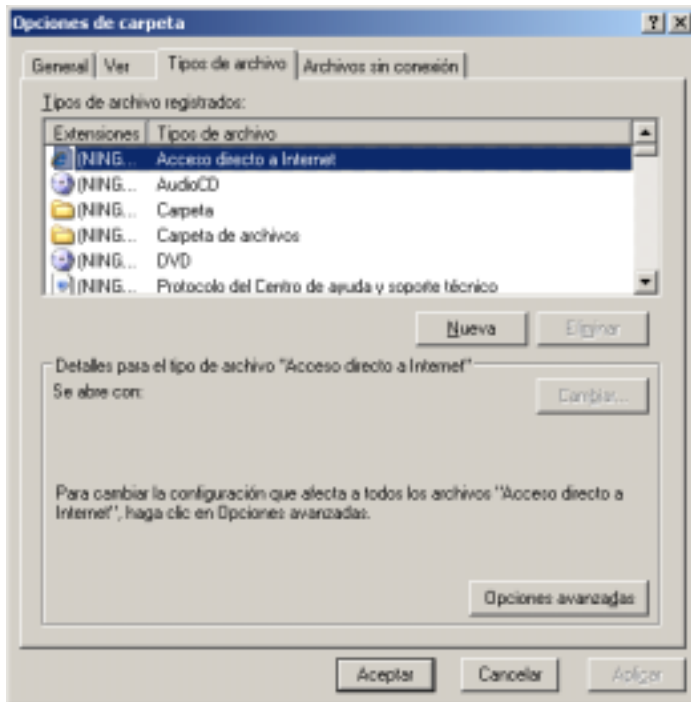 Opciones de carpeta
General Ver Tipos de archivo Archivos sin conexión
Tipos de archivo registrados:
Extensiones Tipos de archivo
(NING... Acceso directo a Internet
(NING... AudioCD
(NING... Carpeta
(NING... Carpeta de archivos
(NING... DVD
(NING... Protocolo del Centro de ayuda y soporte técnico
Nueva Eliminar
Detalles para el tipo de archivo "Acceso directo a Internet"
Se abre con:
Cambiar...
Para cambiar la configuración que afecta a todos los archivos "Acceso directo a
Internet", haga clic en Opciones avanzadas.
Opciones avanzadas
Aceptar Cancelar Aplicar